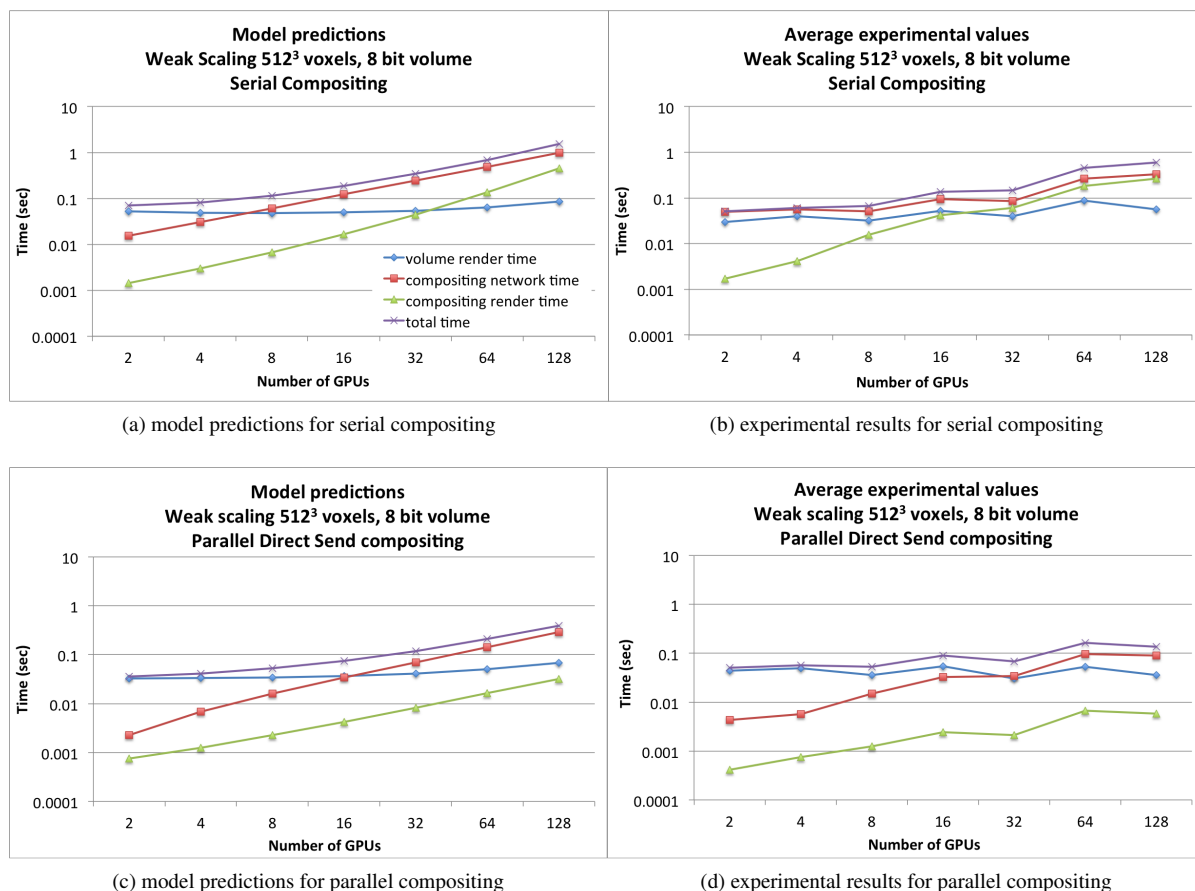 Model predictions
Weak Scaling 512³ voxels, 8 bit volume
Serial Compositing
10
1
0.1
0.01
0.001
0.0001
Time (sec)
volume render time
compositing network time
compositing render time
total time
2 4 8 16 32 64 128
Number of GPUs
(a) model predictions for serial compositing
Average experimental values
Weak Scaling 512³ voxels, 8 bit volume
Serial Compositing
10
1
0.1
0.01
0.001
0.0001
Time (sec)
2 4 8 16 32 64 128
Number of GPUs
(b) experimental results for serial compositing
Model predictions
Weak scaling 512³ voxels, 8 bit volume
Parallel Direct Send compositing
10
1
0.1
0.01
0.001
0.0001
Time (sec)
2 4 8 16 32 64 128
Number of GPUs
(c) model predictions for parallel compositing
Average experimental values
Weak scaling 512³ voxels, 8 bit volume
Parallel Direct Send compositing
10
1
0.1
0.01
0.001
0.0001
Time (sec)
2 4 8 16 32 64 128
Number of GPUs
(d) experimental results for parallel compositing